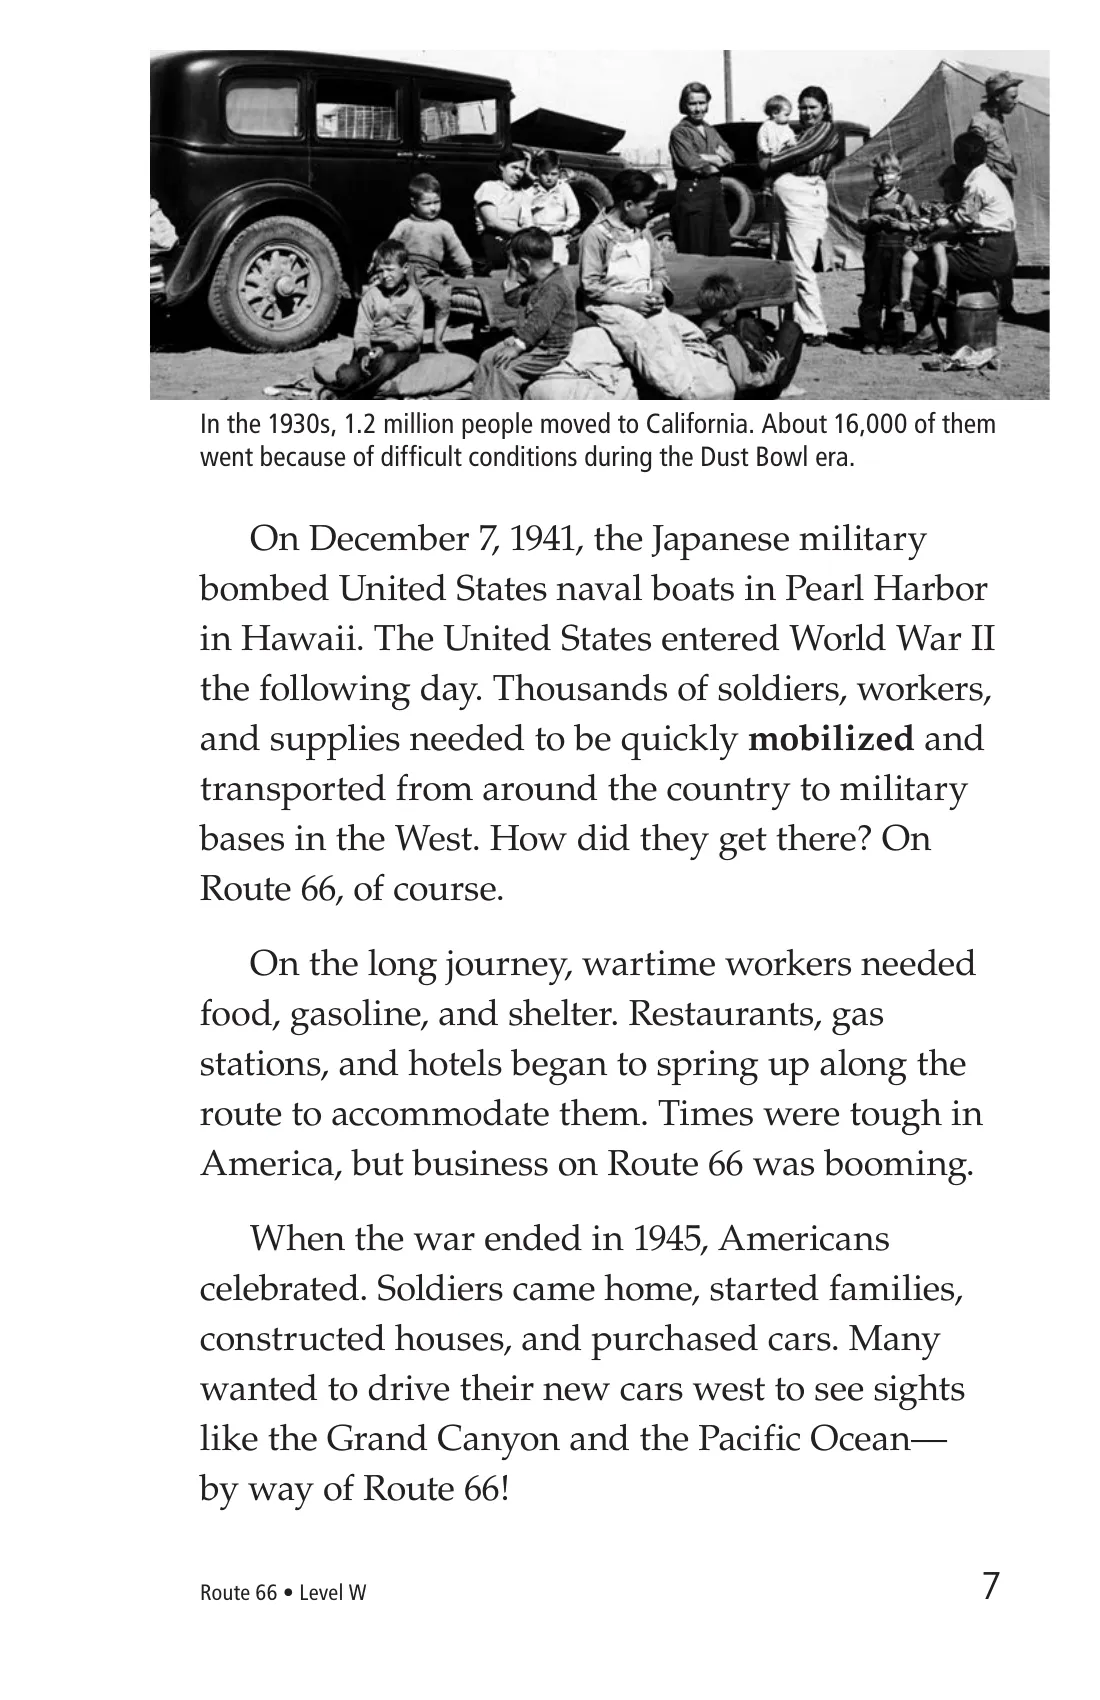 In the 1930s, 1.2 million people moved to California. About 16,000 of them
went because of difficult conditions during the Dust Bowl era.
On December 7, 1941, the Japanese military
bombed United States naval boats in Pearl Harbor
in Hawaii. The United States entered World War II
the following day. Thousands of soldiers, workers,
and supplies needed to be quickly mobilized and
transported from around the country to military
bases in the West. How did they get there? On
Route 66, of course.
On the long journey, wartime workers needed
food, gasoline, and shelter. Restaurants, gas
stations, and hotels began to spring up along the
route to accommodate them. Times were tough in
America, but business on Route 66 was booming.
When the war ended in 1945, Americans
celebrated. Soldiers came home, started families,
constructed houses, and purchased cars. Many
wanted to drive their new cars west to see sights
like the Grand Canyon and the Pacific Ocean—
by way of Route 66!
Route 66 • Level W
7